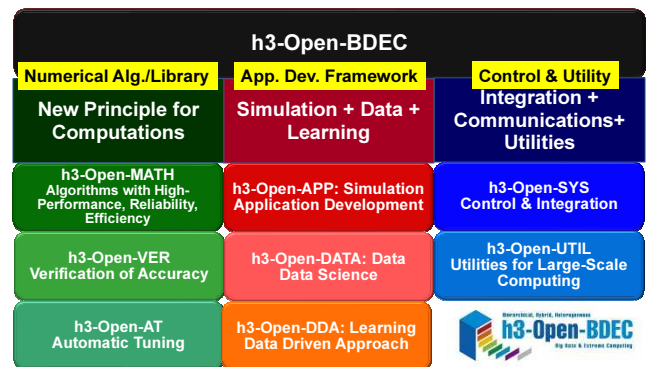 h3-Open-BDEC
Numerical Alg./Library
App. Dev. Framework
Control & Utility
New Principle for
Computations
Simulation + Data +
Learning
Integration +
Communications+
Utilities
h3-Open-MATH
Algorithms with High-
Performance, Reliability,
Efficiency
h3-Open-APP: Simulation
Application Development
h3-Open-SYS
Control & Integration
h3-Open-VER
Verification of Accuracy
h3-Open-DATA: Data
Data Science
h3-Open-UTIL
Utilities for Large-Scale
Computing
h3-Open-AT
Automatic Tuning
h3-Open-DDA: Learning
Data Driven Approach
Hierarchical, Hybrid, Heterogeneous
h3-Open-BDEC
Big Data & Extreme Computing